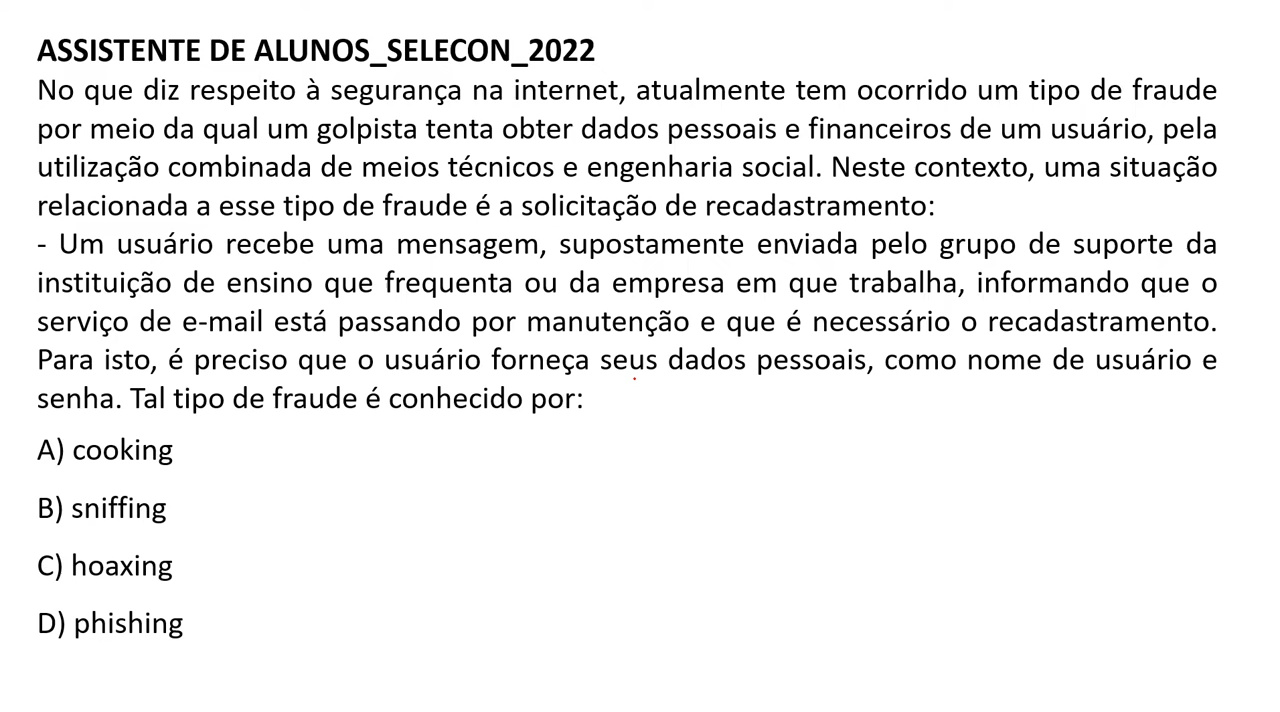 ASSISTENTE DE ALUNOS_SELECON_2022
No que diz respeito à segurança na internet, atualmente tem ocorrido um tipo de fraude
por meio da qual um golpista tenta obter dados pessoais e financeiros de um usuário, pela
utilização combinada de meios técnicos e engenharia social. Neste contexto, uma situação
relacionada a esse tipo de fraude é a solicitação de recadastramento:
- Um usuário recebe uma mensagem, supostamente enviada pelo grupo de suporte da
instituição de ensino que frequenta ou da empresa em que trabalha, informando que o
serviço de e-mail está passando por manutenção e que é necessário o recadastramento.
Para isto, é preciso que o usuário forneça seus dados pessoais, como nome de usuário e
senha. Tal tipo de fraude é conhecido por:
A) cooking
B) sniffing
C) hoaxing
D) phishing